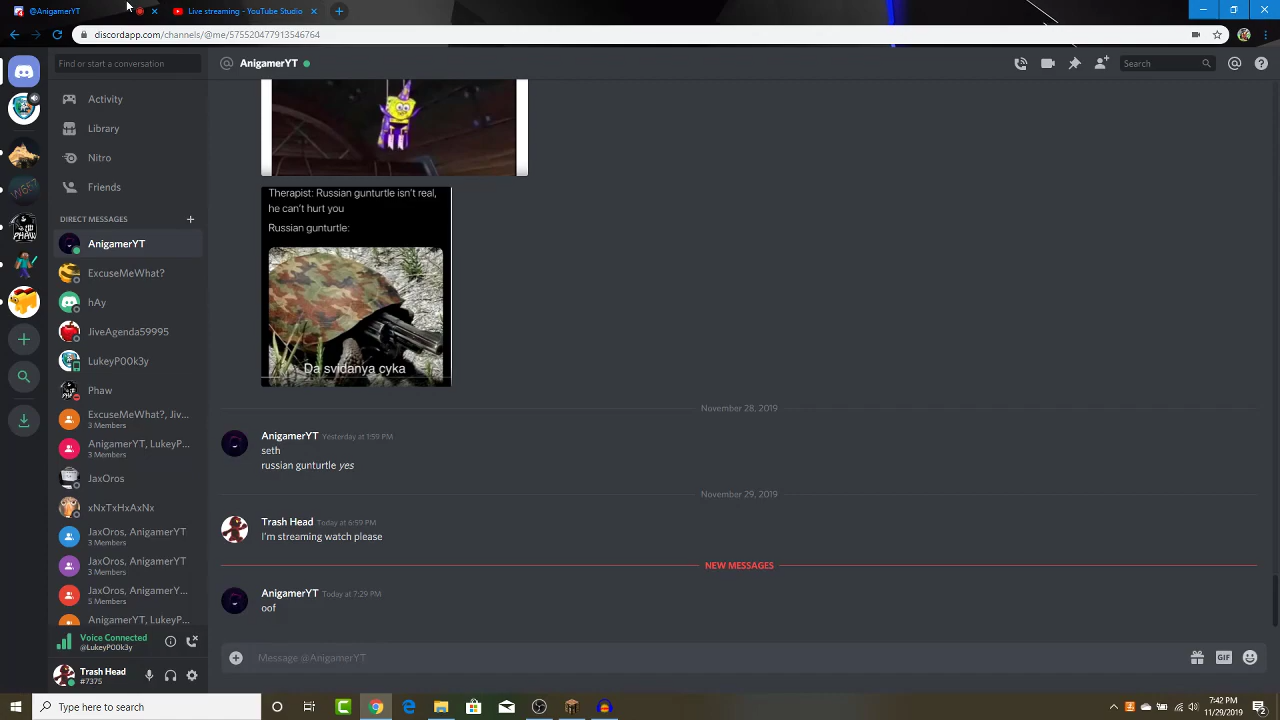 @AnigamerYT
Live streaming - YouTube Studio
discordapp.com/channels/@me/575520477913546764
Find or start a conversation
AnigamerYT
Search
Activity
Library
Nitro
Friends
DIRECT MESSAGES
AnigamerYT
ExcuseMeWhat?
hAy
JiveAgenda59995
LukeyP00k3y
Phaw
ExcuseMeWhat?, Jiv...
3 Members
AnigamerYT, LukeyP...
3 Members
JaxOros
xNxTxHxAxNx
JaxOros, AnigamerYT
3 Members
JaxOros, AnigamerYT
3 Members
JaxOros, AnigamerY...
5 Members
AnigamerYT, LukeyP...
Voice Connected
@LukeyP00k3y
Trash Head
#7375
Therapist: Russian gunturtle isn't real,
he can't hurt you
Russian gunturtle:
Da svidanya cyka
November 28, 2019
AnigamerYT Yesterday at 1:59 PM
seth
russian gunturtle yes
November 29, 2019
Trash Head Today at 6:59 PM
I'm streaming watch please
NEW MESSAGES
AnigamerYT Today at 7:29 PM
oof
Message @AnigamerYT
GIF
Type here to search
7:42 PM
11/29/2019